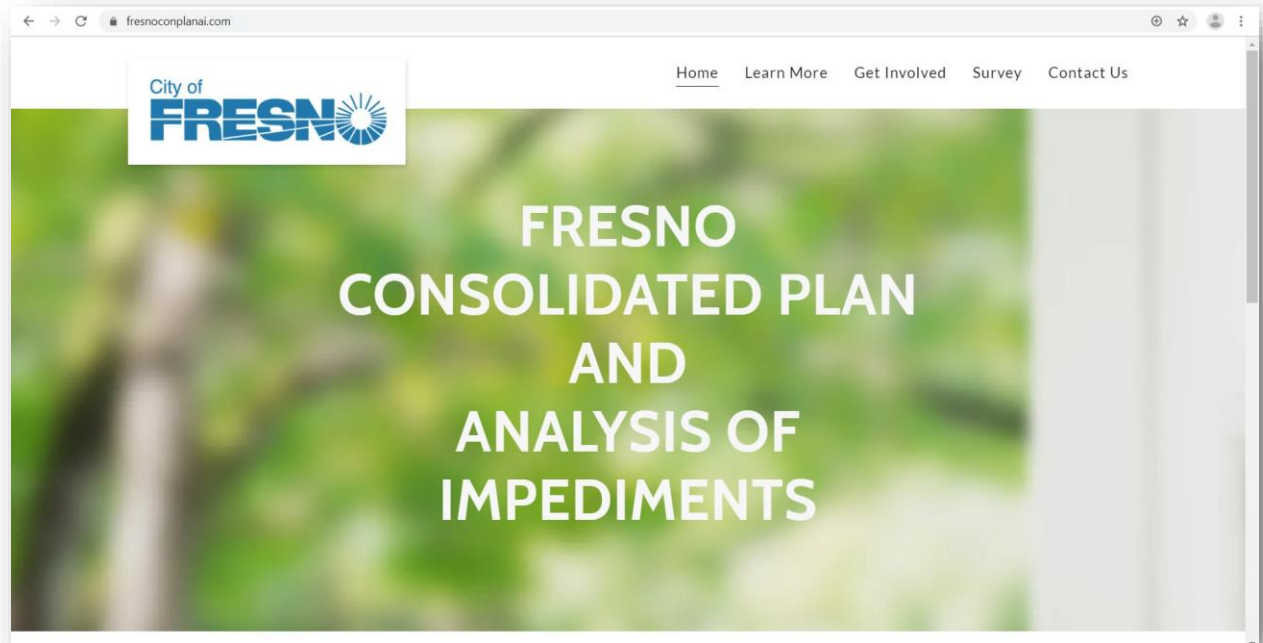 fresnoconplanai.com
City of
FRESNO
Home Learn More Get Involved Survey Contact Us
FRESNO
CONSOLIDATED PLAN
AND
ANALYSIS OF
IMPEDIMENTS